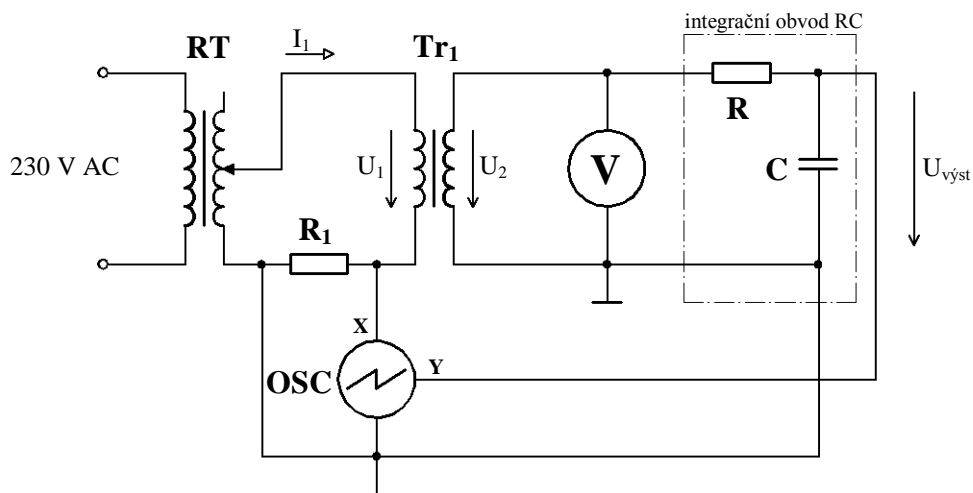 integrační obvod RC
RT
I1
Tr1
R
230 V AC
U1
U2
V
C
Uvýst
R1
X
Y
OSC